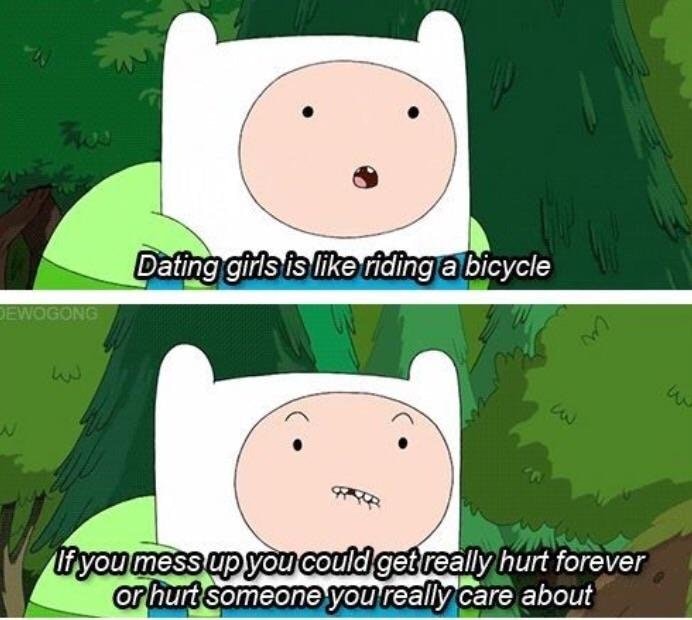 Dating girls is like riding a bicycle
DEWOGONG
If you mess up you could get really hurt forever
or hurt someone you really care about